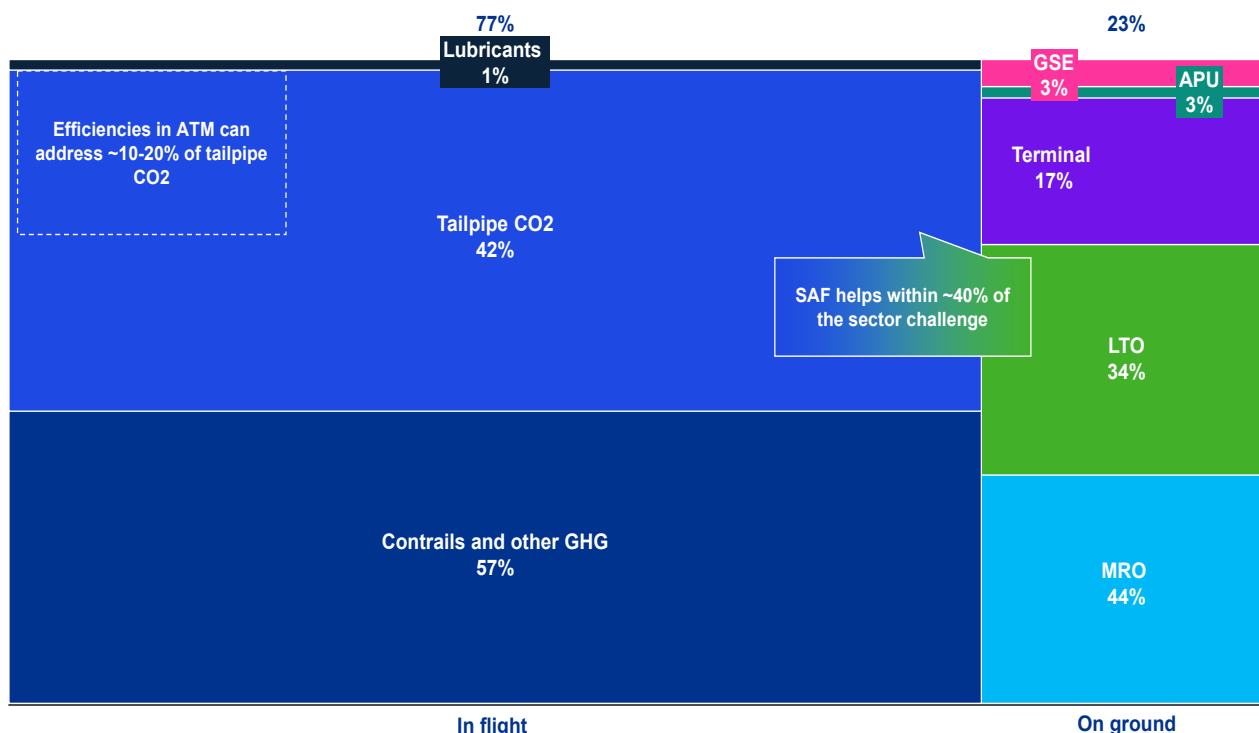 77%
23%
Lubricants
1%
GSE
3%
APU
3%
Efficiencies in ATM can
address ~10-20% of tailpipe
CO2
Terminal
17%
Tailpipe CO2
42%
SAF helps within ~40% of
the sector challenge
LTO
34%
Contrails and other GHG
57%
MRO
44%
In flight
On ground